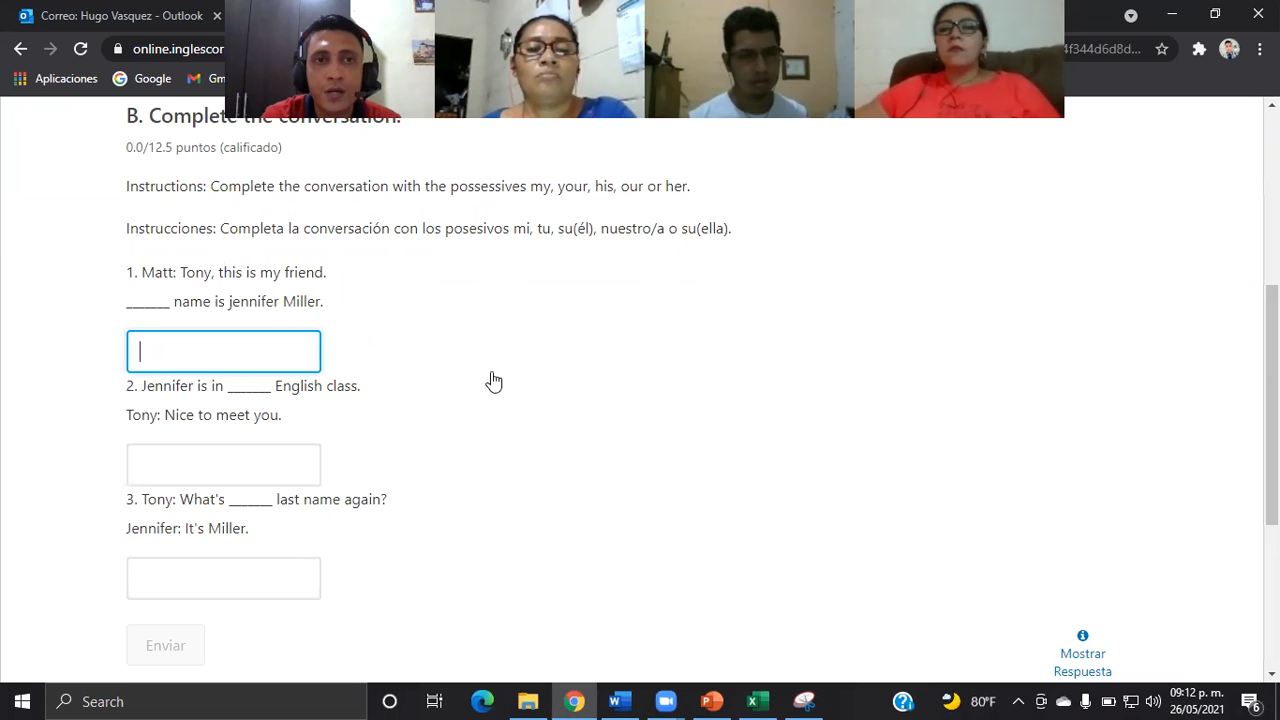 Correo: Hugo Vasquez - Outlook
online.inglescor
4f344d6d8d...
Aplicaciones
Google
Gm
B. Complete the conversation.
0.0/12.5 puntos (calificado)
Instructions: Complete the conversation with the possessives my, your, his, our or her.
Instrucciones: Completa la conversación con los posesivos mi, tu, su(él), nuestro/a o su(ella).
1. Matt: Tony, this is my friend.
______ name is jennifer Miller.
2. Jennifer is in ______ English class.
Tony: Nice to meet you.
3. Tony: What's ______ last name again?
Jennifer: It's Miller.
Enviar
Mostrar
Respuesta
Search
80°F
09:12 p. m.
26/05/2021
6